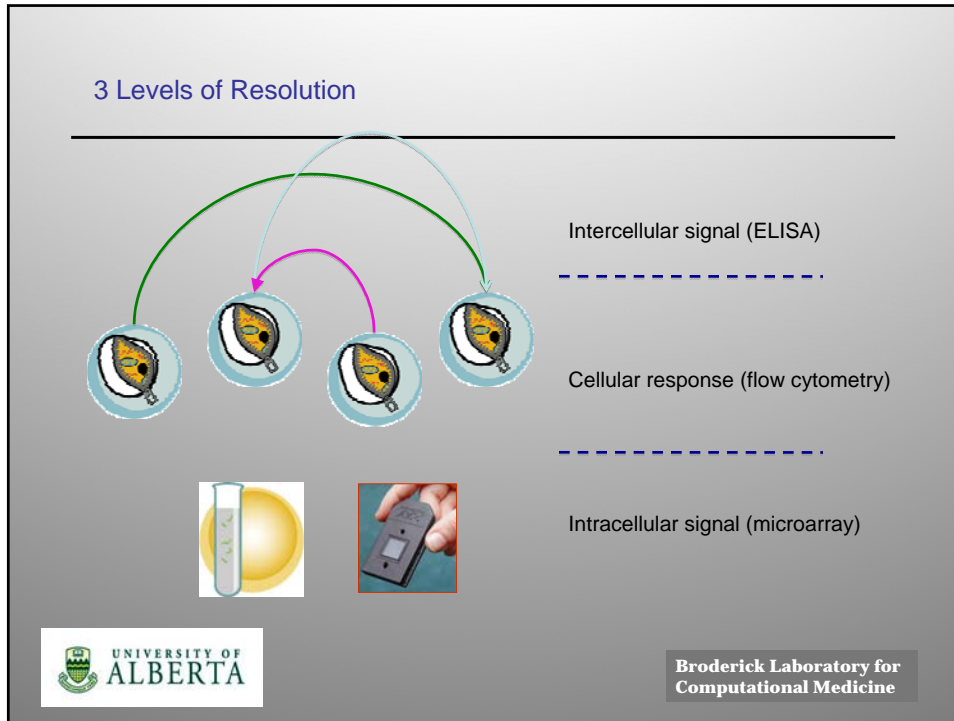 3 Levels of Resolution
Intercellular signal (ELISA)
Cellular response (flow cytometry)
Intracellular signal (microarray)
UNIVERSITY OF
ALBERTA
Broderick Laboratory for
Computational Medicine